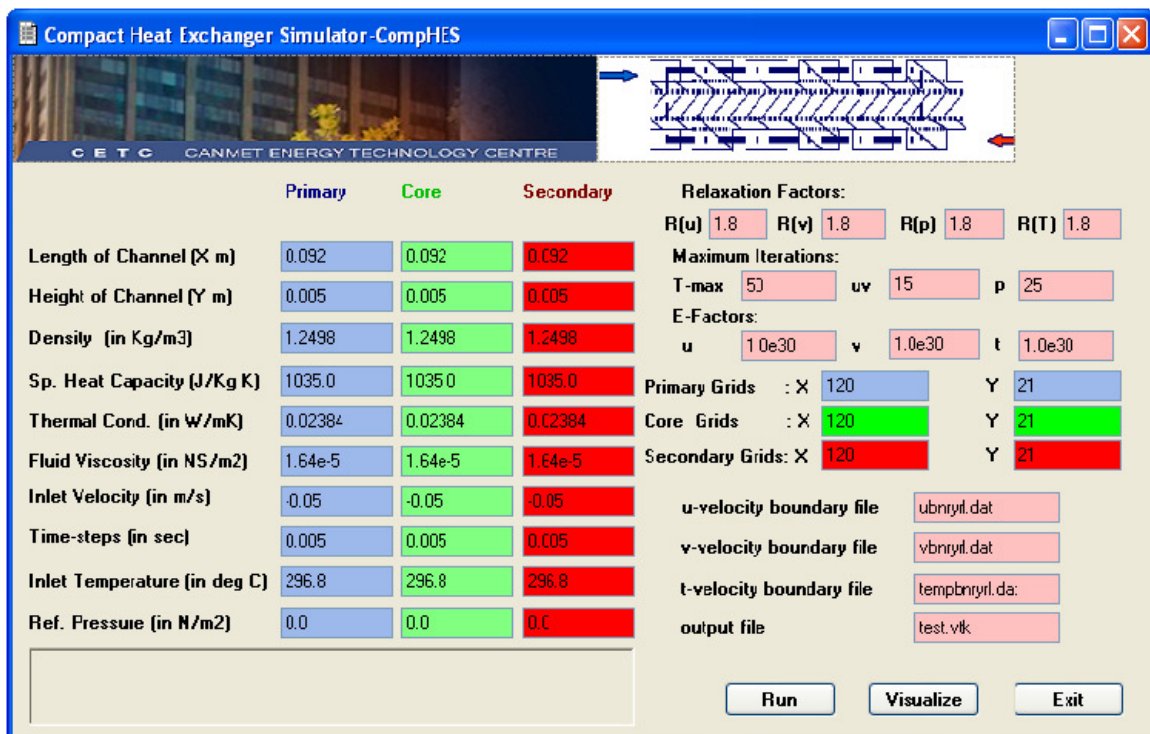 Compact Heat Exchanger Simulator-CompHES
CETC CANMET ENERGY TECHNOLOGY CENTRE
Primary Core Secondary Relaxation Factors:
R(u) 1.8 R(v) 1.8 R(p) 1.8 R(T) 1.8
Length of Channel (X m) 0.092 0.092 0.092 Maximum Iterations:
T-max 50 uv 15 p 25
Height of Channel (Y m) 0.005 0.005 0.005
E-Factors:
Density (in Kg/m3) 1.2498 1.2498 1.2498
u 1.0e30 v 1.0e30 t 1.0e30
Sp. Heat Capacity (J/Kg K) 1035.0 1035.0 1035.0 Primary Grids : X 120 Y 21
Thermal Cond. (in W/mK) 0.02384 0.02384 0.02384 Core Grids : X 120 Y 21
Fluid Viscosity (in NS/m2) 1.64e-5 1.64e-5 1.64e-5 Secondary Grids: X 120 Y 21
Inlet Velocity (in m/s) -0.05 -0.05 -0.05 u-velocity boundary file ubnryrl.dat
Time-steps (in sec) 0.005 0.005 0.005 v-velocity boundary file vbnryrl.dat
Inlet Temperature (in deg C) 296.8 296.8 296.8 t-velocity boundary file tempbnryrl.da
Ref. Pressure (in N/m2) 0.0 0.0 0.0 output file test.vtk
Run Visualize Exit